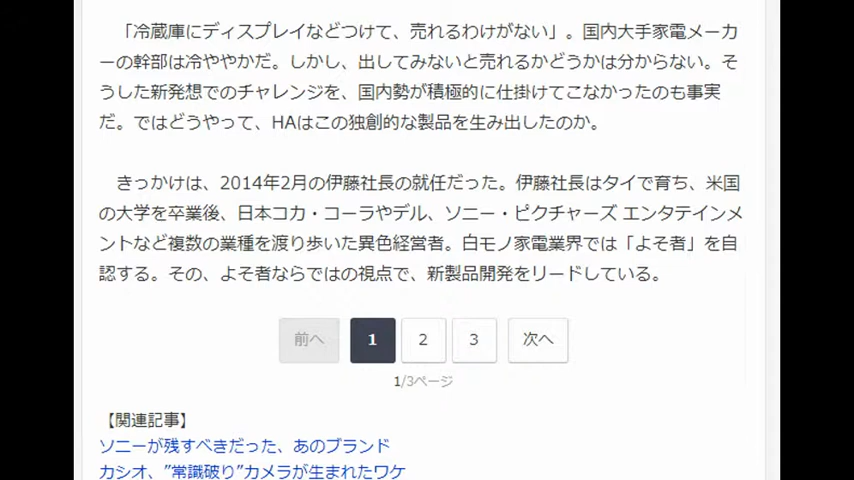 「冷蔵庫にディスプレイなどつけて、売れるわけがない」。国内大手家電メーカ
ーの幹部は冷ややかだ。しかし、出してみないと売れるかどうかは分からない。そ
うした新発想でのチャレンジを、国内勢が積極的に仕掛けてこなかったのも事実
だ。ではどうやって、HAはこの独創的な製品を生み出したのか。
きっかけは、2014年2月の伊藤社長の就任だった。伊藤社長はタイで育ち、米国
の大学を卒業後、日本コカ・コーラやデル、ソニー・ピクチャーズ エンタテインメ
ントなど複数の業種を渡り歩いた異色経営者。白モノ家電業界では「よそ者」を自
認する。その、よそ者ならではの視点で、新製品開発をリードしている。
前へ 1 2 3 次へ
1/3ページ
【関連記事】
ソニーが残すべきだった、あのブランド
カシオ、”常識破り”カメラが生まれたワケ